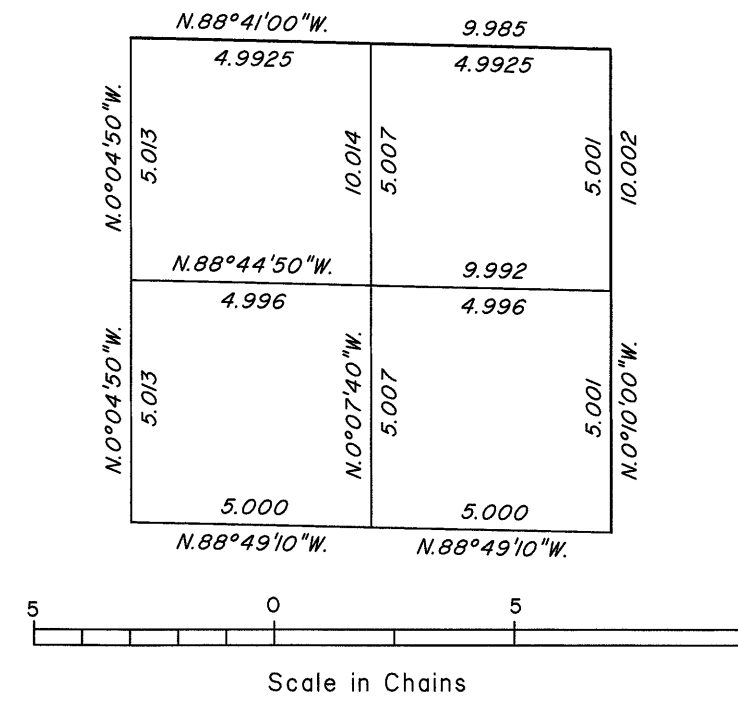 N.88°41'00"W.
9.985
4.9925
4.9925
N.0°04'50"W.
5.013
10.014
5.007
5.001
10.002
N.88°44'50"W.
9.992
4.996
4.996
N.0°04'50"W.
5.013
N.0°07'40"W.
5.007
5.001
N.0°10'00"W.
5.000
5.000
N.88°49'10"W.
N.88°49'10"W.
5 0 5
Scale in Chains